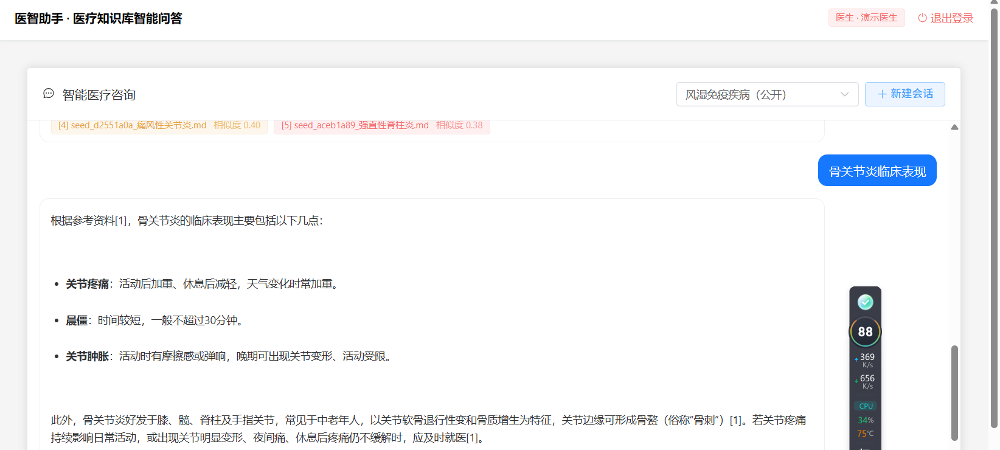 医智助手 · 医疗知识库智能问答
医生 · 演示医生
退出登录
智能医疗咨询
风湿免疫疾病（公开）
新建会话
[4] seed_d2551a0a_痛风性关节炎.md 相似度 0.40
[5] seed_aceb1a89_强直性脊柱炎.md 相似度 0.38
骨关节炎临床表现
根据参考资料[1]，骨关节炎的临床表现主要包括以下几点：
• 关节疼痛：活动后加重、休息后减轻，天气变化时常加重。
• 晨僵：时间较短，一般不超过30分钟。
• 关节肿胀：活动时有摩擦感或弹响，晚期可出现关节变形、活动受限。
此外，骨关节炎好发于膝、髋、脊柱及手指关节，常见于中老年人，以关节软骨退行性变和骨质增生为特征，关节边缘可形成骨赘（俗称“骨刺”）[1]。若关节疼痛
持续影响日常活动，或出现关节明显变形、夜间痛、休息后疼痛仍不缓解时，应及时就医[1]。
88
369
K/s
656
K/s
CPU
34%
75℃